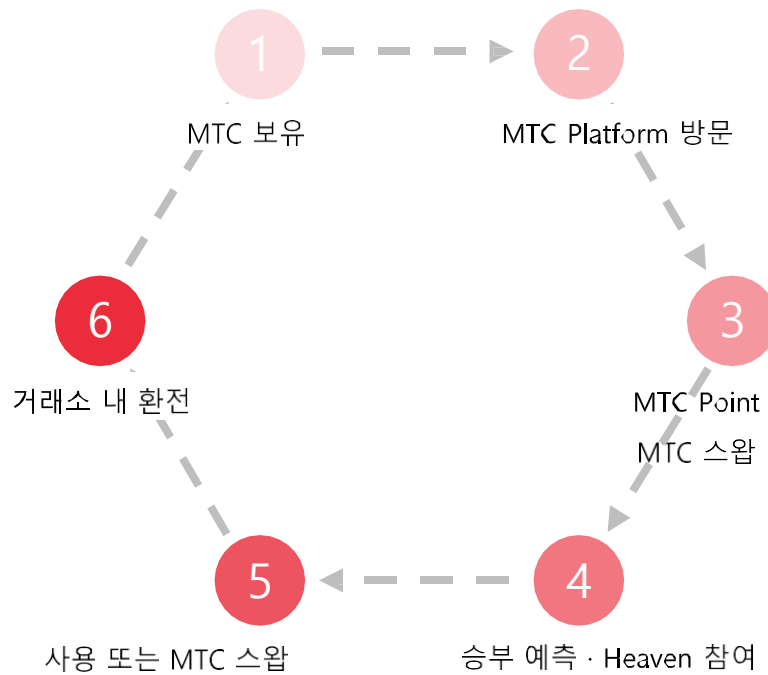 1
MTC 보유
2
MTC Platform 방문
3
MTC Point
MTC 스왑
4
승부 예측 · Heaven 참여
5
사용 또는 MTC 스왑
6
거래소 내 환전